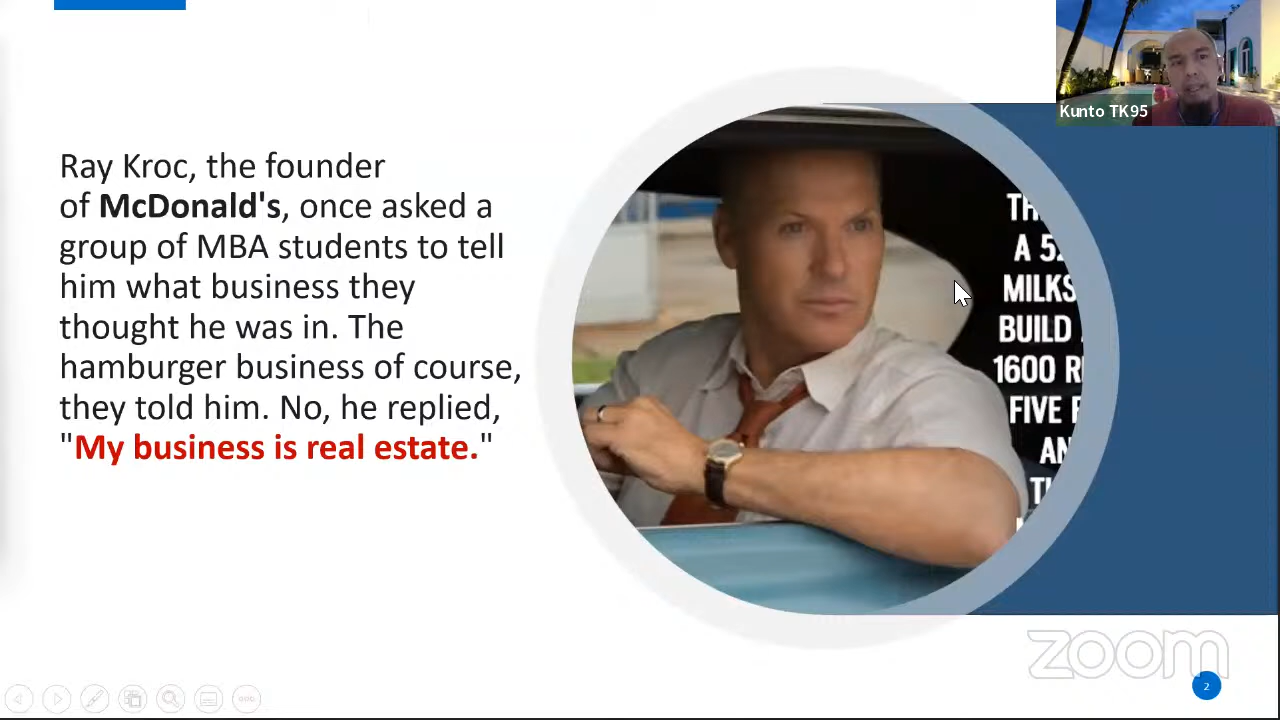 Kunto TK95
Ray Kroc, the founder
of McDonald's, once asked a
group of MBA students to tell
him what business they
thought he was in. The
hamburger business of course,
they told him. No, he replied,
"My business is real estate."
A 52
MILKS
BUILD
1600 R
FIVE
zoom
2